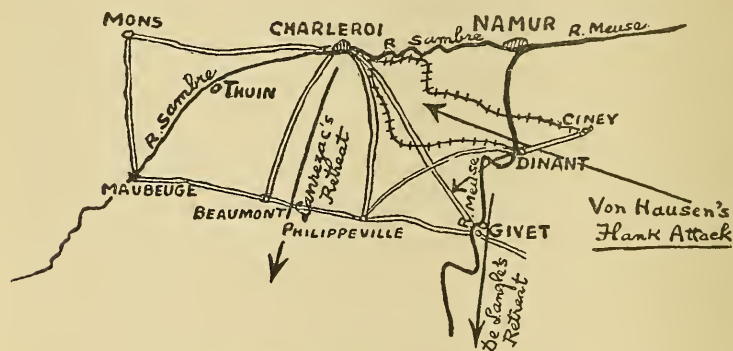 MONS
CHARLEROI
NAMUR
R. Meuse.
R Sambre
THUIN
R. Sambre
CINEY
DINANT
MAUBEUGE
Lanrezac's
Retreat
R. Meuse
BEAUMONT
PHILIPPEVILLE
GIVET
Von Hausen's
Flank Attack
De Langle's
Retreat